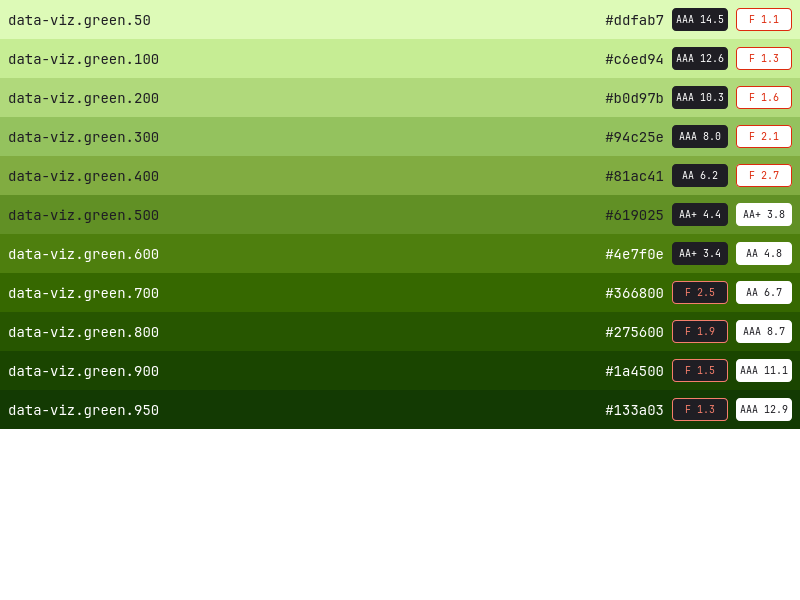 data-viz.green.50 #ddfab7 AAA 14.5 F 1.1
data-viz.green.100 #c6ed94 AAA 12.6 F 1.3
data-viz.green.200 #b0d97b AAA 10.3 F 1.6
data-viz.green.300 #94c25e AAA 8.0 F 2.1
data-viz.green.400 #81ac41 AA 6.2 F 2.7
data-viz.green.500 #619025 AA+ 4.4 AA+ 3.8
data-viz.green.600 #4e7f0e AA+ 3.4 AA 4.8
data-viz.green.700 #366800 F 2.5 AA 6.7
data-viz.green.800 #275600 F 1.9 AAA 8.7
data-viz.green.900 #1a4500 F 1.5 AAA 11.1
data-viz.green.950 #133a03 F 1.3 AAA 12.9